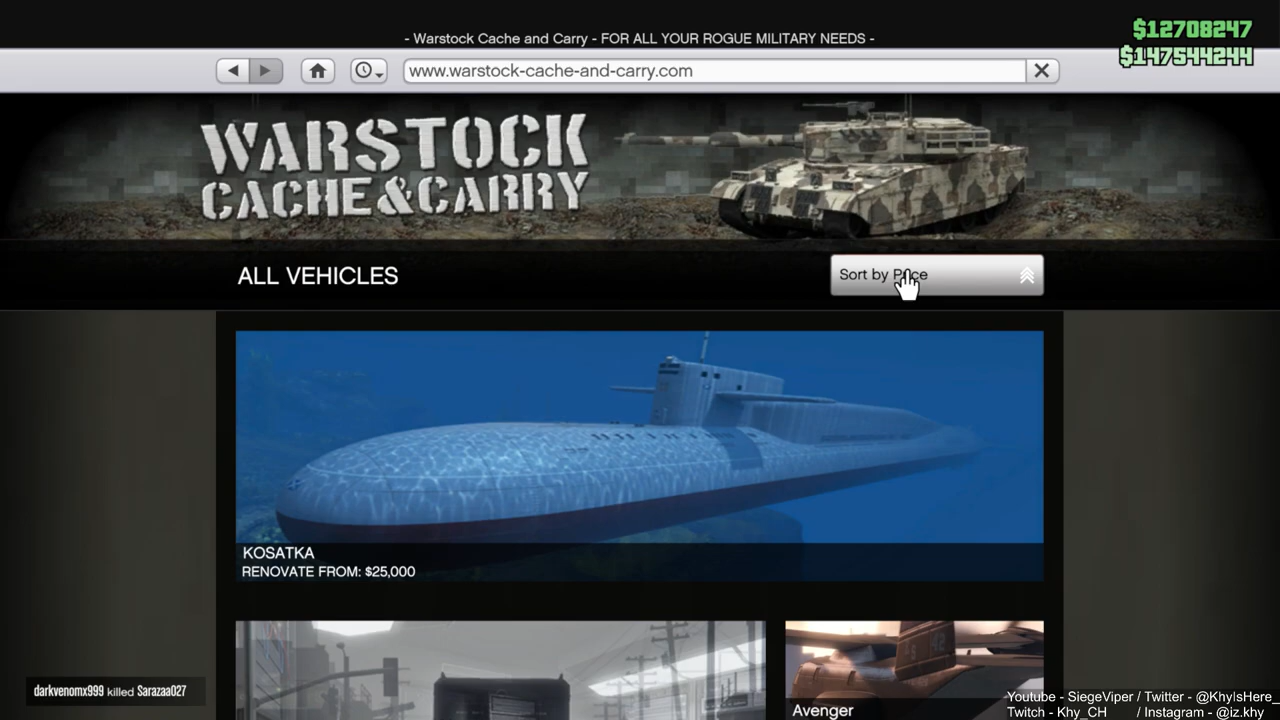 - Warstock Cache and Carry - FOR ALL YOUR ROGUE MILITARY NEEDS -
$12708247
$147544244
www.warstock-cache-and-carry.com
WARSTOCK
CACHE&CARRY
ALL VEHICLES
Sort by Price
KOSATKA
RENOVATE FROM: $25,000
Avenger
darkvenomx999 killed Sarazaa027
Youtube - SiegeViper / Twitter - @KhyIsHere_
Twitch - Khy_CH / Instagram - @iz.khy